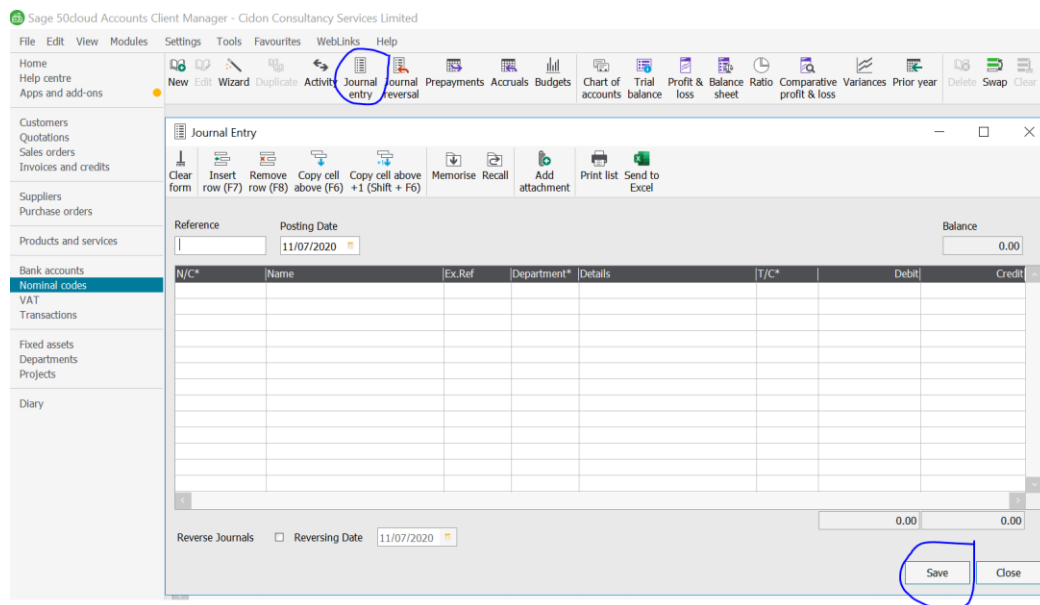 Sage 50cloud Accounts Client Manager - Cidon Consultancy Services Limited
File Edit View Modules Settings Tools Favourites WebLinks Help
Home
Help centre
Apps and add-ons
Customers
Quotations
Sales orders
Invoices and credits
Suppliers
Purchase orders
Products and services
Bank accounts
Nominal codes
VAT
Transactions
Fixed assets
Departments
Projects
Diary
New Edit Wizard Duplicate Activity Journal Journal Prepayments Accruals Budgets Chart of Trial Profit & Balance Ratio Comparative Variances Prior year Delete Swap Clear
entry reversal accounts balance loss sheet profit & loss
Journal Entry
Clear Insert Remove Copy cell Copy cell above Memorise Recall Add Print list Send to
form row (F7) row (F8) above (F6) +1 (Shift + F6) attachment Excel
Reference Posting Date Balance
11/07/2020 0.00
N/C* Name Ex.Ref Department* Details T/C* Debit Credit
0.00 0.00
Reverse Journals Reversing Date 11/07/2020
Save Close